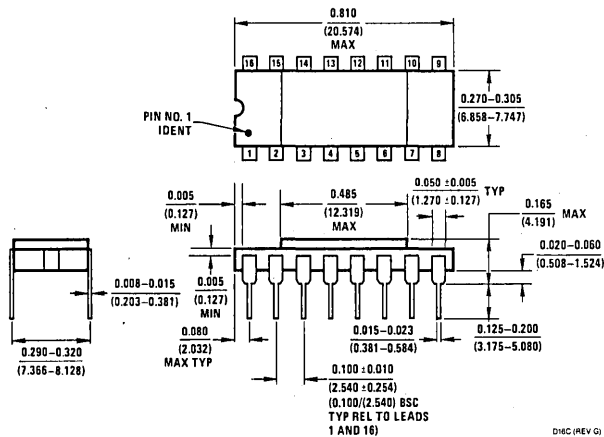 0.810
(20.574)
MAX
16 15 14 13 12 11 10 9
0.270–0.305
(6.858–7.747)
PIN NO. 1
IDENT
1 2 3 4 5 6 7 8
0.005
(0.127)
MIN
0.485
(12.319)
MAX
0.050 ±0.005
(1.270 ±0.127)
TYP
0.165
(4.191)
MAX
0.020–0.060
(0.508–1.524)
0.008–0.015
(0.203–0.381)
0.005
(0.127)
MIN
0.290–0.320
(7.366–8.128)
0.080
(2.032)
MAX TYP
0.015–0.023
(0.381–0.584)
0.125–0.200
(3.175–5.080)
0.100 ±0.010
(2.540 ±0.254)
(0.100/(2.540) BSC
TYP REL TO LEADS
1 AND 16)
D16C (REV G)